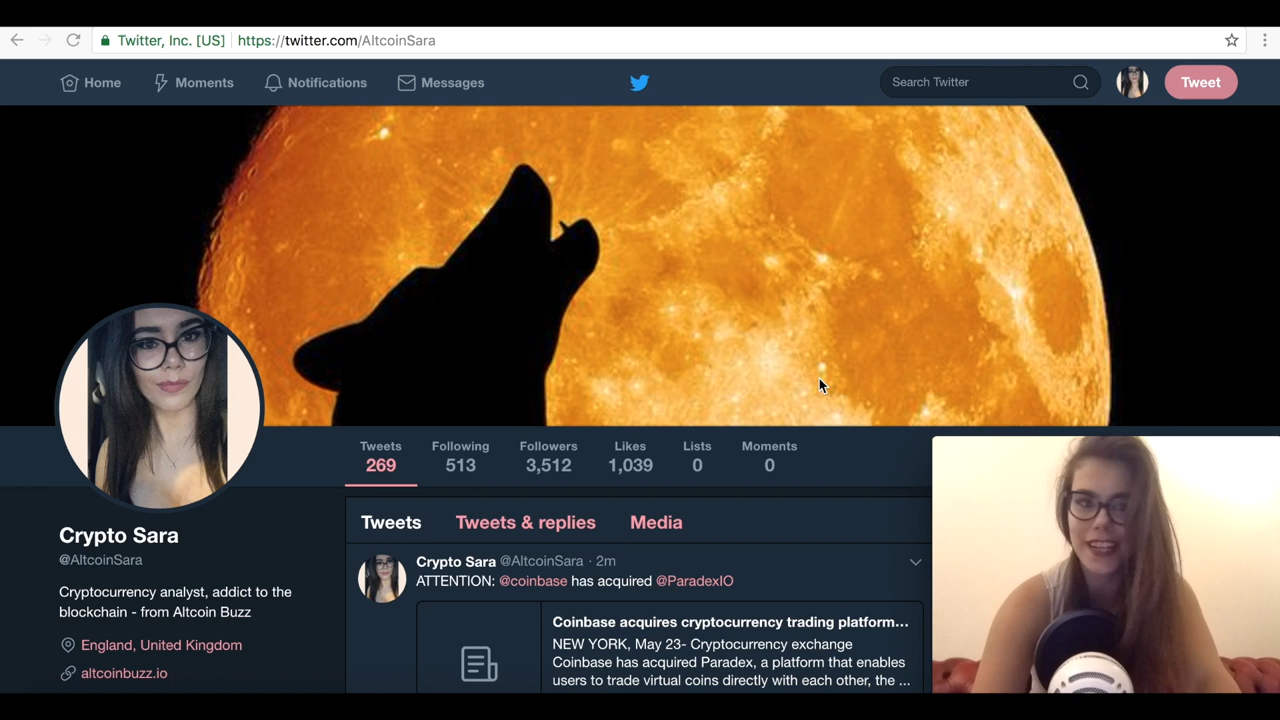 Twitter, Inc. [US] https://twitter.com/AltcoinSara
Home Moments Notifications Messages Search Twitter Tweet
Tweets Following Followers Likes Lists Moments
269 513 3,512 1,039 0 0
Crypto Sara
@AltcoinSara
Cryptocurrency analyst, addict to the
blockchain - from Altcoin Buzz
England, United Kingdom
altcoinbuzz.io
Tweets Tweets & replies Media
Crypto Sara @AltcoinSara · 2m
ATTENTION: @coinbase has acquired @ParadexIO
Coinbase acquires cryptocurrency trading platform...
NEW YORK, May 23- Cryptocurrency exchange
Coinbase has acquired Paradex, a platform that enables
users to trade virtual coins directly with each other, the ...